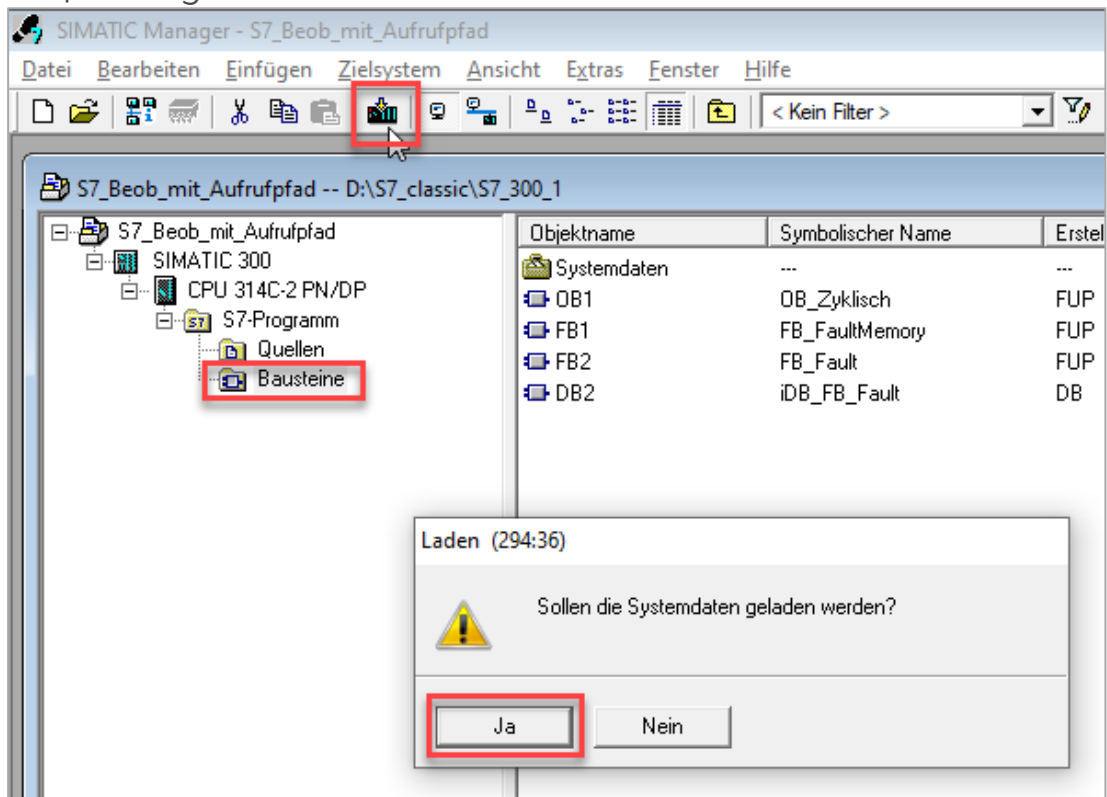 SIMATIC Manager - S7_Beob_mit_Aufrufpfad
Datei Bearbeiten Einfügen Zielsystem Ansicht Extras Fenster Hilfe
< Kein Filter >
S7_Beob_mit_Aufrufpfad -- D:\S7_classic\S7_300_1
S7_Beob_mit_Aufrufpfad
SIMATIC 300
CPU 314C-2 PN/DP
S7-Programm
Quellen
Bausteine
Objektname Symbolischer Name Erstel
Systemdaten --- ---
OB1 OB_Zyklisch FUP
FB1 FB_FaultMemory FUP
FB2 FB_Fault FUP
DB2 iDB_FB_Fault DB
Laden (294:36)
Sollen die Systemdaten geladen werden?
Ja Nein